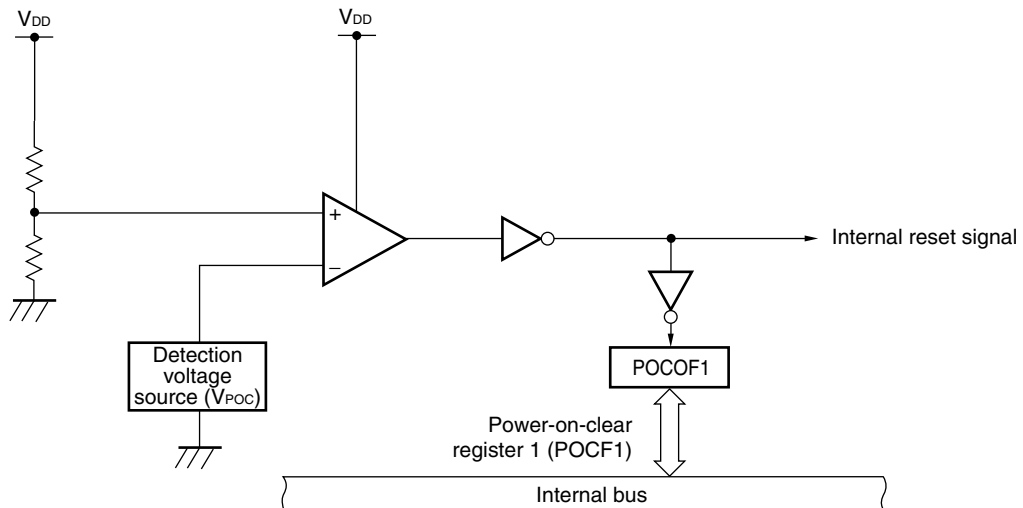 VDD
VDD
+
−
Internal reset signal
Detection
voltage
source (VPOC)
POCOF1
Power-on-clear
register 1 (POCF1)
Internal bus